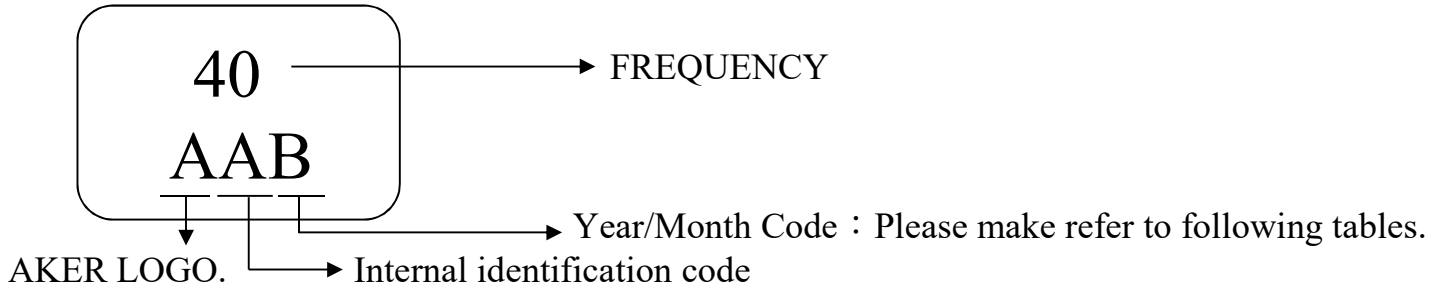 40
FREQUENCY
AAB
Year/Month Code：Please make refer to following tables.
AKER LOGO.
Internal identification code